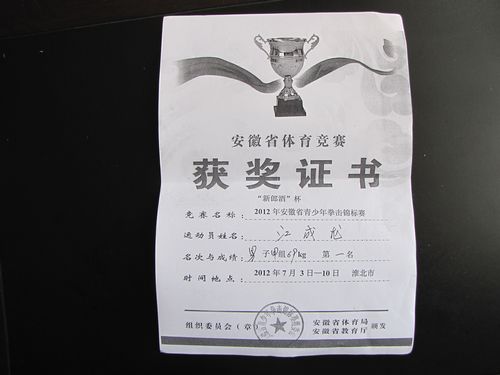 安徽省体育竞赛
获奖证书
“新郎酒”杯
竞赛名称：2012年安徽省青少年拳击锦标赛
运动员姓名：江成龙
名次与成绩：男子甲组69kg 第一名
时间地点：2012年7月3日—10日 淮北市
组织委员会（章） 安徽省体育局
安徽省教育厅 颁发